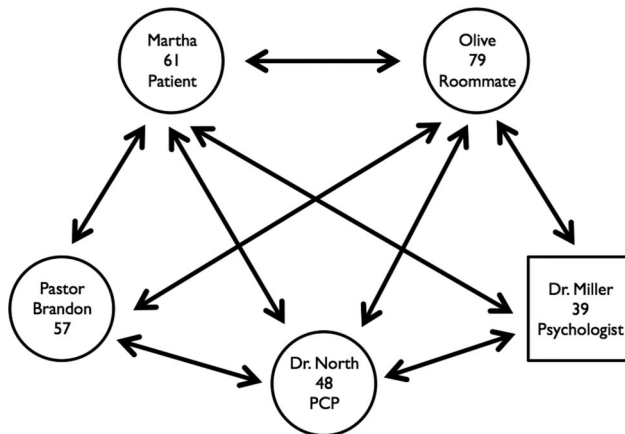 Martha
61
Patient
Olive
79
Roommate
Pastor
Brandon
57
Dr. North
48
PCP
Dr. Miller
39
Psychologist